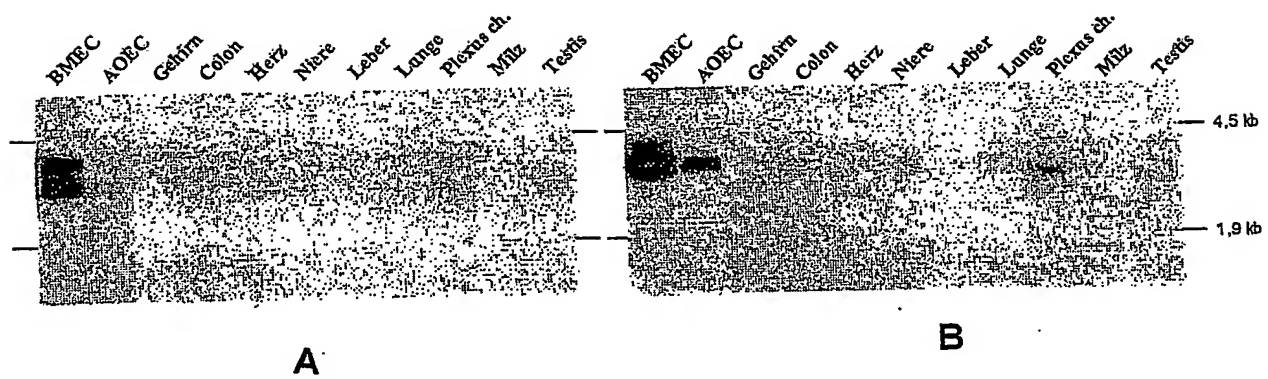 BMEC AOEC Gehirn Colon Herz Niere Leber Lunge Plexus ch. Milz Testis
BMEC AOEC Gehirn Colon Herz Niere Leber Lunge Plexus ch. Milz Testis
4,5 kb
1,9 kb
A
B